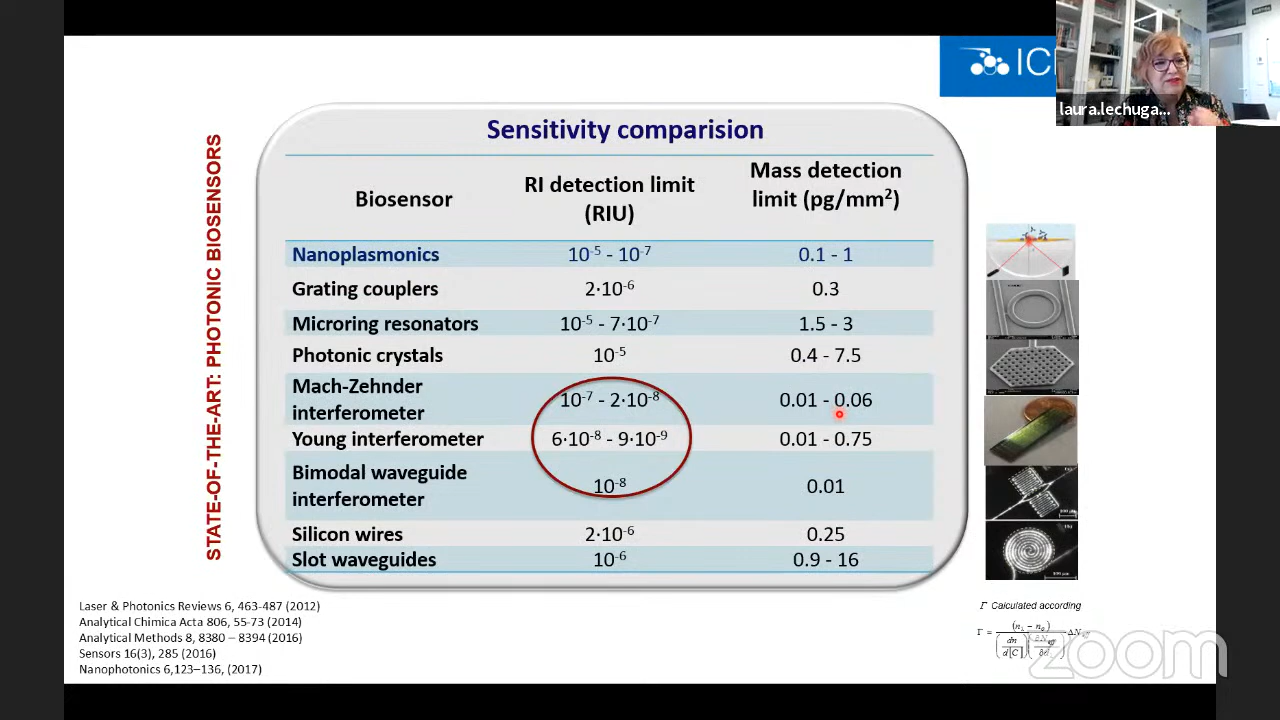 ICN
laura.lechuga...
STATE-OF-THE-ART: PHOTONIC BIOSENSORS
Sensitivity comparision
Biosensor
RI detection limit
(RIU)
Mass detection
limit (pg/mm²)
Nanoplasmonics 10⁻⁵ - 10⁻⁷ 0.1 - 1
Grating couplers 2·10⁻⁶ 0.3
Microring resonators 10⁻⁵ - 7·10⁻⁷ 1.5 - 3
Photonic crystals 10⁻⁵ 0.4 - 7.5
Mach-Zehnder
interferometer 10⁻⁷ - 2·10⁻⁸ 0.01 - 0.06
Young interferometer 6·10⁻⁸ - 9·10⁻⁹ 0.01 - 0.75
Bimodal waveguide
interferometer 10⁻⁸ 0.01
Silicon wires 2·10⁻⁶ 0.25
Slot waveguides 10⁻⁶ 0.9 - 16
Laser & Photonics Reviews 6, 463-487 (2012)
Analytical Chimica Acta 806, 55-73 (2014)
Analytical Methods 8, 8380 – 8394 (2016)
Sensors 16(3), 285 (2016)
Nanophotonics 6,123–136, (2017)
Γ Calculated according
zoom